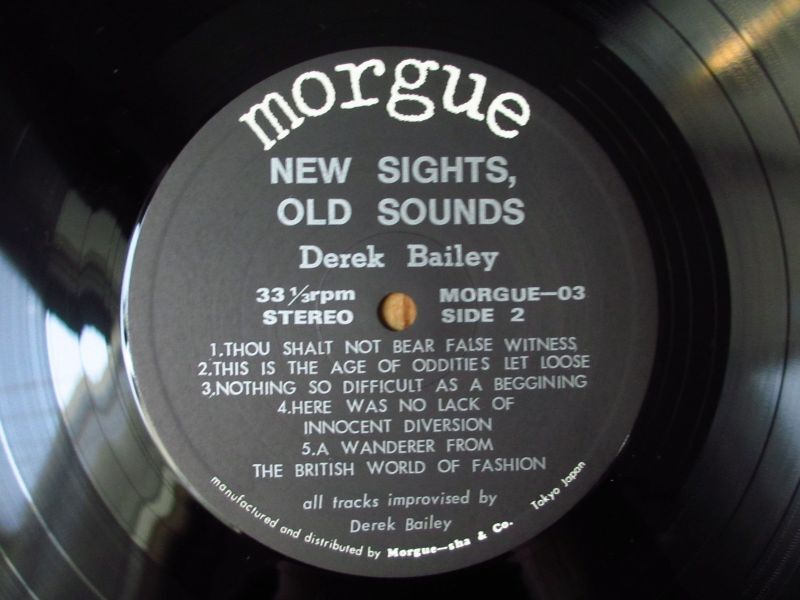 morgue
NEW SIGHTS,
OLD SOUNDS
Derek Bailey
33 1/3rpm MORGUE—03
STEREO SIDE 2
1.THOU SHALT NOT BEAR FALSE WITNESS
2.THIS IS THE AGE OF ODDITIES LET LOOSE
3.NOTHING SO DIFFICULT AS A BEGGINING
4.HERE WAS NO LACK OF
INNOCENT DIVERSION
5.A WANDERER FROM
THE BRITISH WORLD OF FASHION
all tracks improvised by
Derek Bailey
manufactured and distributed by Morgue—sha & Co. Tokyo Japan